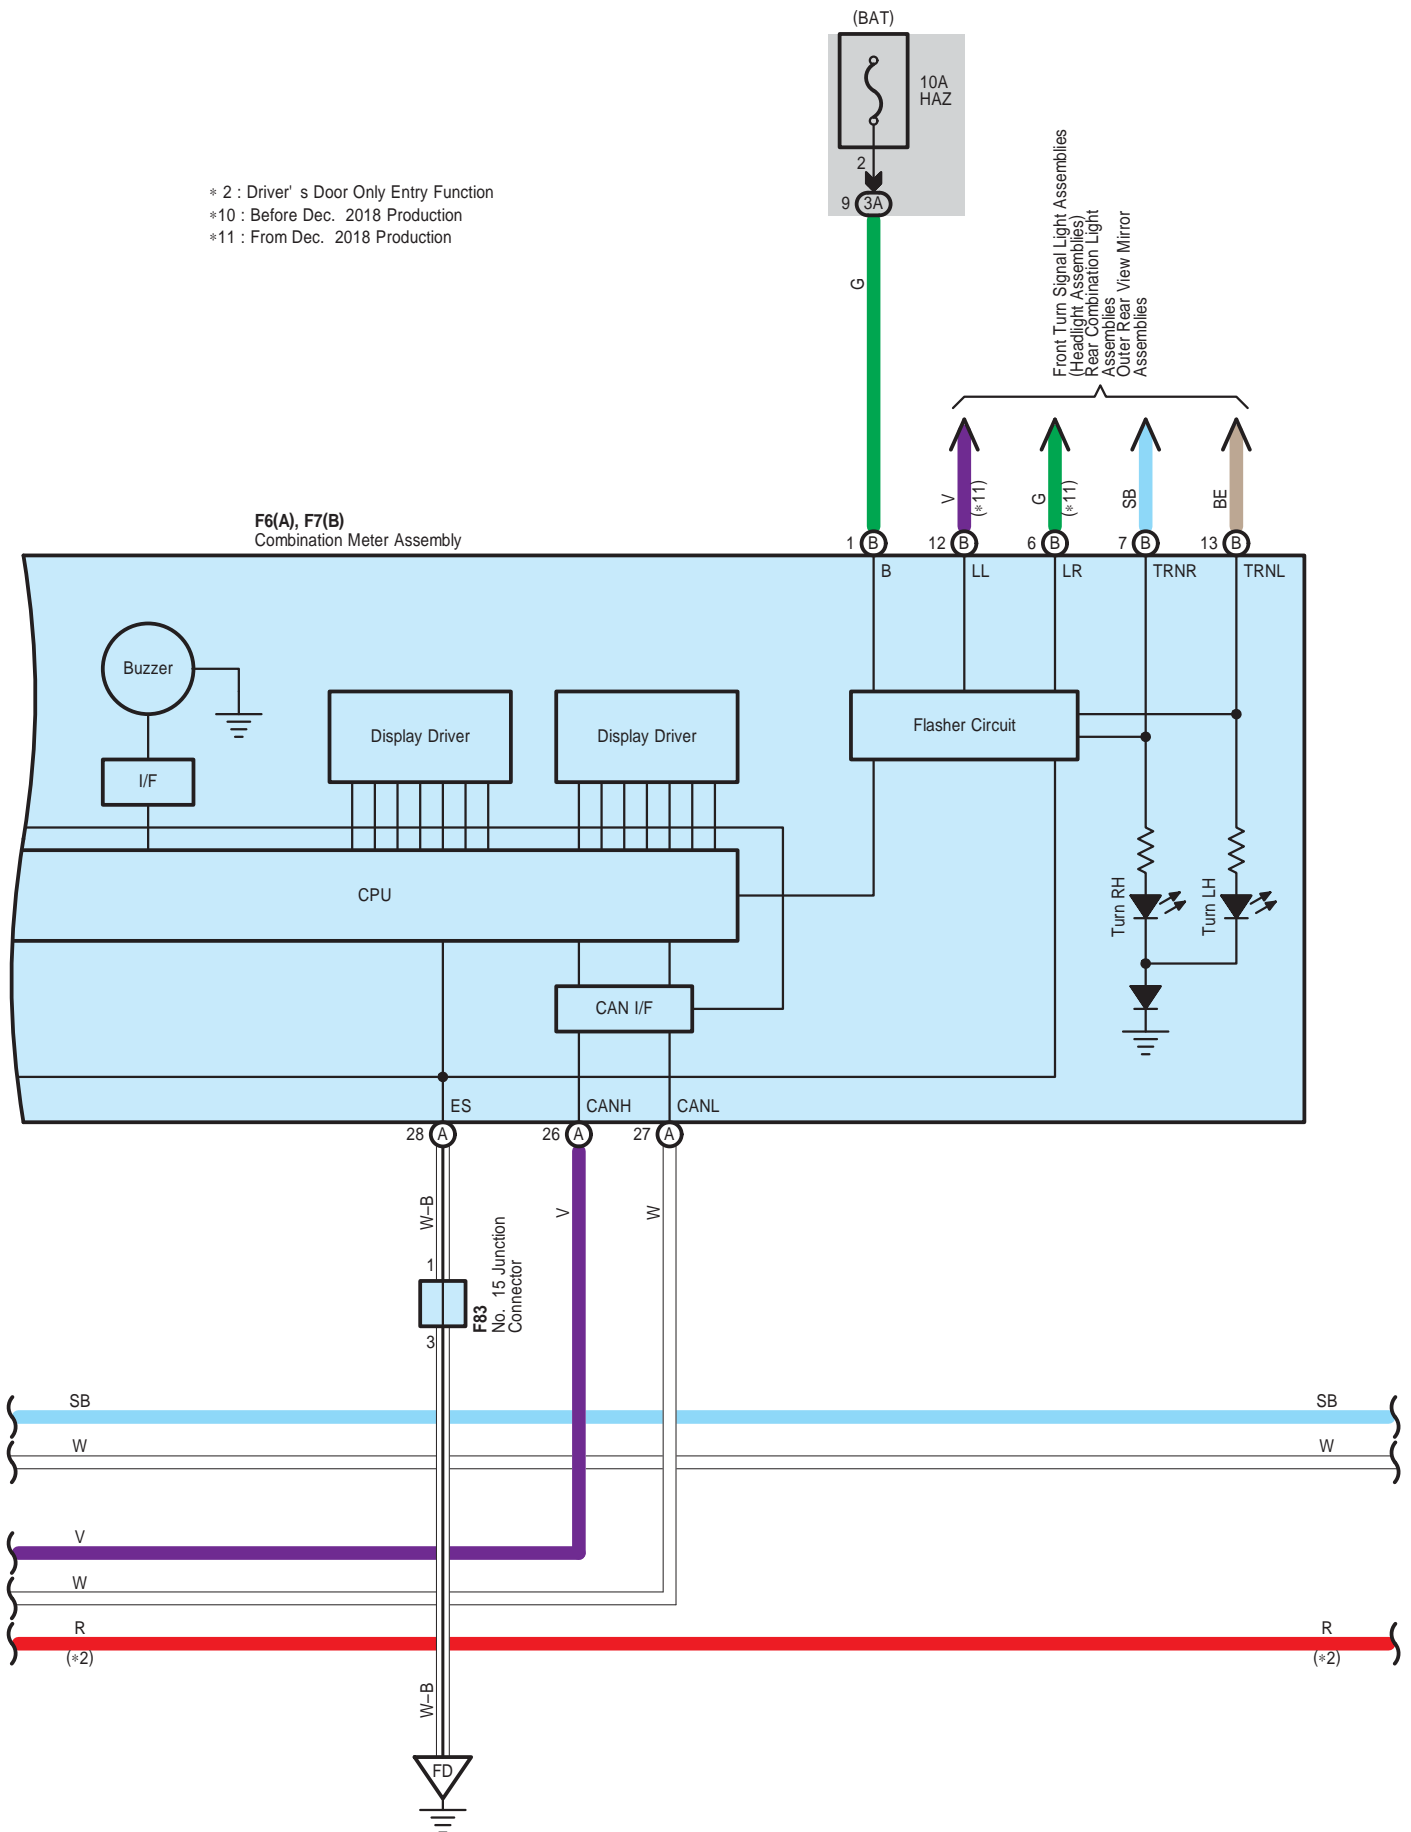 (BAT)
10A
HAZ
2
9 3A
* 2 : Driver' s Door Only Entry Function
*10 : Before Dec. 2018 Production
*11 : From Dec. 2018 Production
G
Front Turn Signal Light Assemblies
(Headlight Assemblies)
Rear Combination Light
Assemblies
Outer Rear View Mirror
Assemblies
V
(*11)
G
(*11)
SB
BE
F6(A), F7(B)
Combination Meter Assembly
1 B
12 B
6 B
7 B
13 B
B
LL
LR
TRNR
TRNL
Buzzer
I/F
Display Driver
Display Driver
Flasher Circuit
CPU
Turn RH
Turn LH
CAN I/F
ES
CANH
CANL
28 A
26 A
27 A
W–B
V
W
1
F83
No. 15 Junction
Connector
3
SB
SB
W
W
V
W
R
(*2)
R
(*2)
W–B
FD